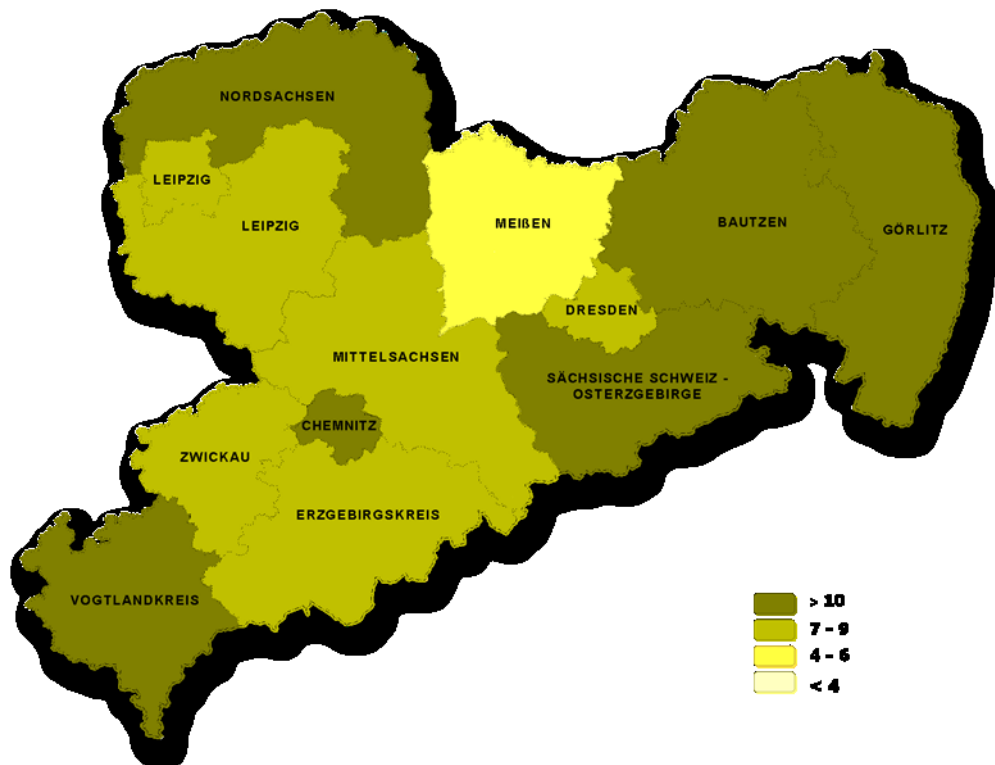 NORDSACHSEN
LEIPZIG
LEIPZIG
MEIßEN
BAUTZEN
GÖRLITZ
DRESDEN
MITTELSACHSEN
SÄCHSISCHE SCHWEIZ -
OSTERZGEBIRGE
CHEMNITZ
ZWICKAU
ERZGEBIRGSKREIS
VOGTLANDKREIS
> 10
7 - 9
4 - 6
< 4